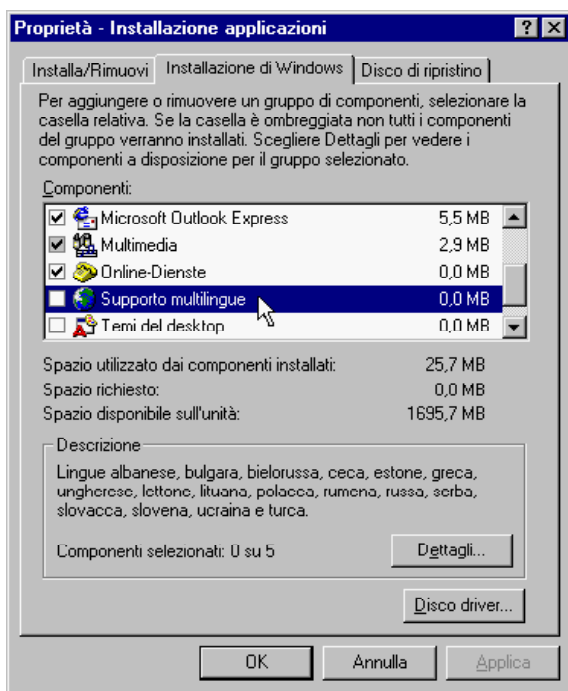 Proprietà - Installazione applicazioni
Installa/Rimuovi Installazione di Windows Disco di ripristino
Per aggiungere o rimuovere un gruppo di componenti, selezionare la
casella relativa. Se la casella è ombreggiata non tutti i componenti
del gruppo verranno installati. Scegliere Dettagli per vedere i
componenti a disposizione per il gruppo selezionato.
Componenti:
Microsoft Outlook Express 5,5 MB
Multimedia 2,9 MB
Online-Dienste 0,0 MB
Supporto multilingue 0,0 MB
Temi del desktop 0,0 MB
Spazio utilizzato dai componenti installati: 25,7 MB
Spazio richiesto: 0,0 MB
Spazio disponibile sull'unità: 1695,7 MB
Descrizione
Lingue albanese, bulgara, bielorussa, ceca, estone, greca,
ungherese, lettone, lituana, polacca, rumena, russa, serba,
slovacca, slovena, ucraina e turca.
Componenti selezionati: 0 su 5 Dettagli...
Disco driver...
OK Annulla Applica